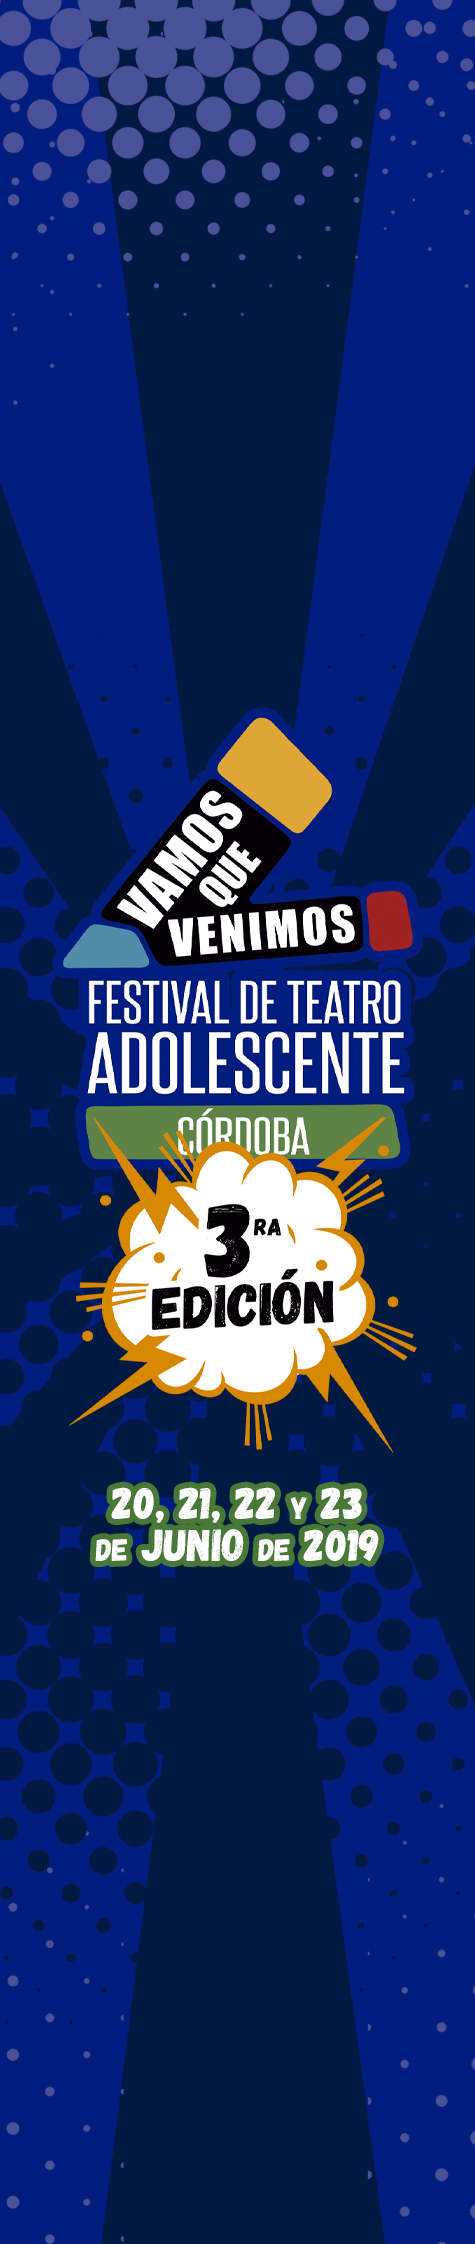 VAMOS
QUE
VENIMOS
FESTIVAL DE TEATRO
ADOLESCENTE
CÓRDOBA
3RA
EDICIÓN
20, 21, 22 Y 23
DE JUNIO DE 2019